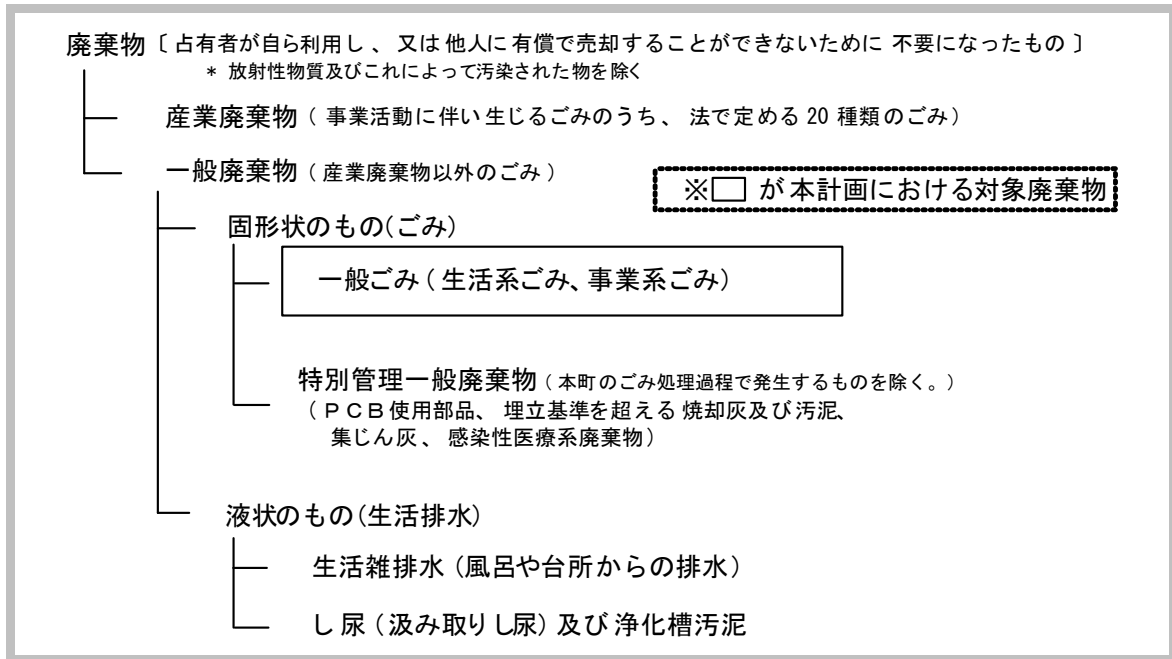 廃棄物〔占有者が自ら利用し、又は他人に有償で売却することができないために不要になったもの〕
* 放射性物質及びこれによって汚染された物を除く
産業廃棄物(事業活動に伴い生じるごみのうち、法で定める20種類のごみ)
一般廃棄物(産業廃棄物以外のごみ)
※□が本計画における対象廃棄物
固形状のもの(ごみ)
一般ごみ(生活系ごみ、事業系ごみ)
特別管理一般廃棄物(本町のごみ処理過程で発生するものを除く。)
(PCB使用部品、埋立基準を超える焼却灰及び汚泥、
集じん灰、感染性医療系廃棄物)
液状のもの(生活排水)
生活雑排水(風呂や台所からの排水)
し尿(汲み取りし尿)及び浄化槽汚泥